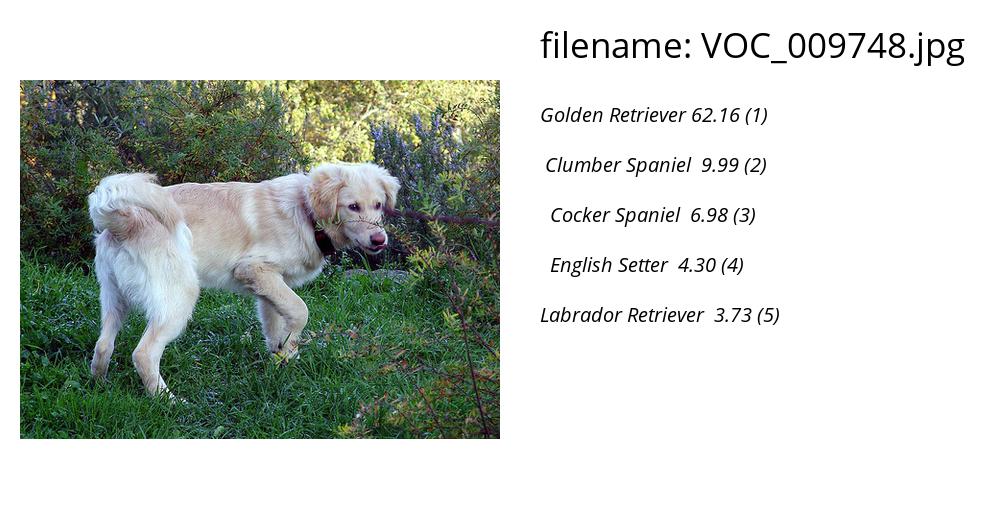 filename: VOC_009748.jpg
Golden Retriever 62.16 (1)
Clumber Spaniel 9.99 (2)
Cocker Spaniel 6.98 (3)
English Setter 4.30 (4)
Labrador Retriever 3.73 (5)